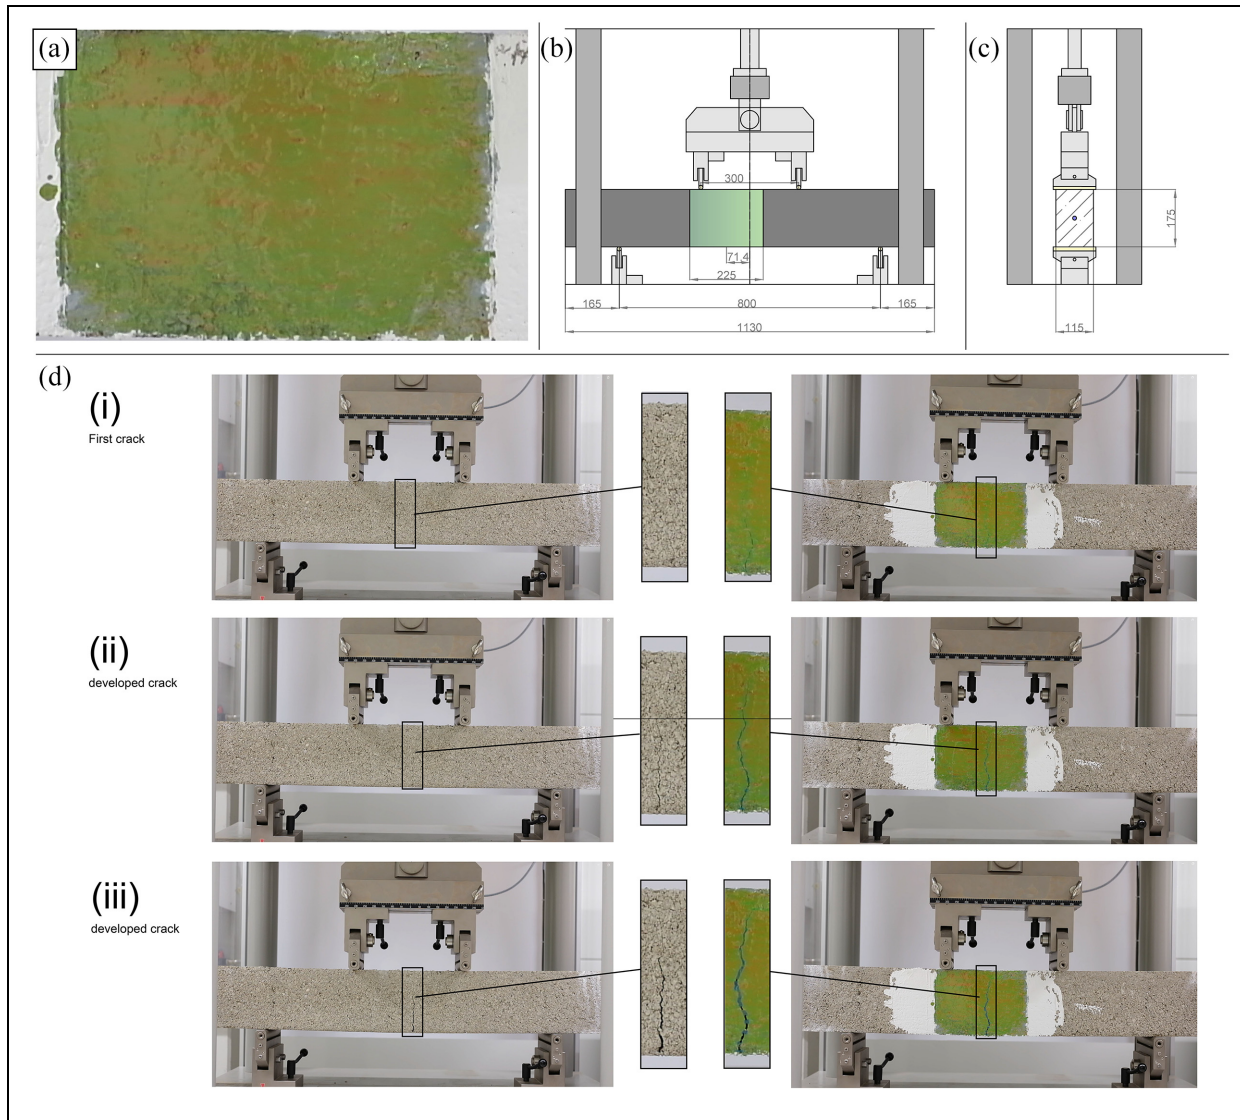 (a)
(b)
(c)
300
71.4
225
165
800
165
1130
175
115
(d)
(i)
First crack
(ii)
developed crack
(iii)
developed crack